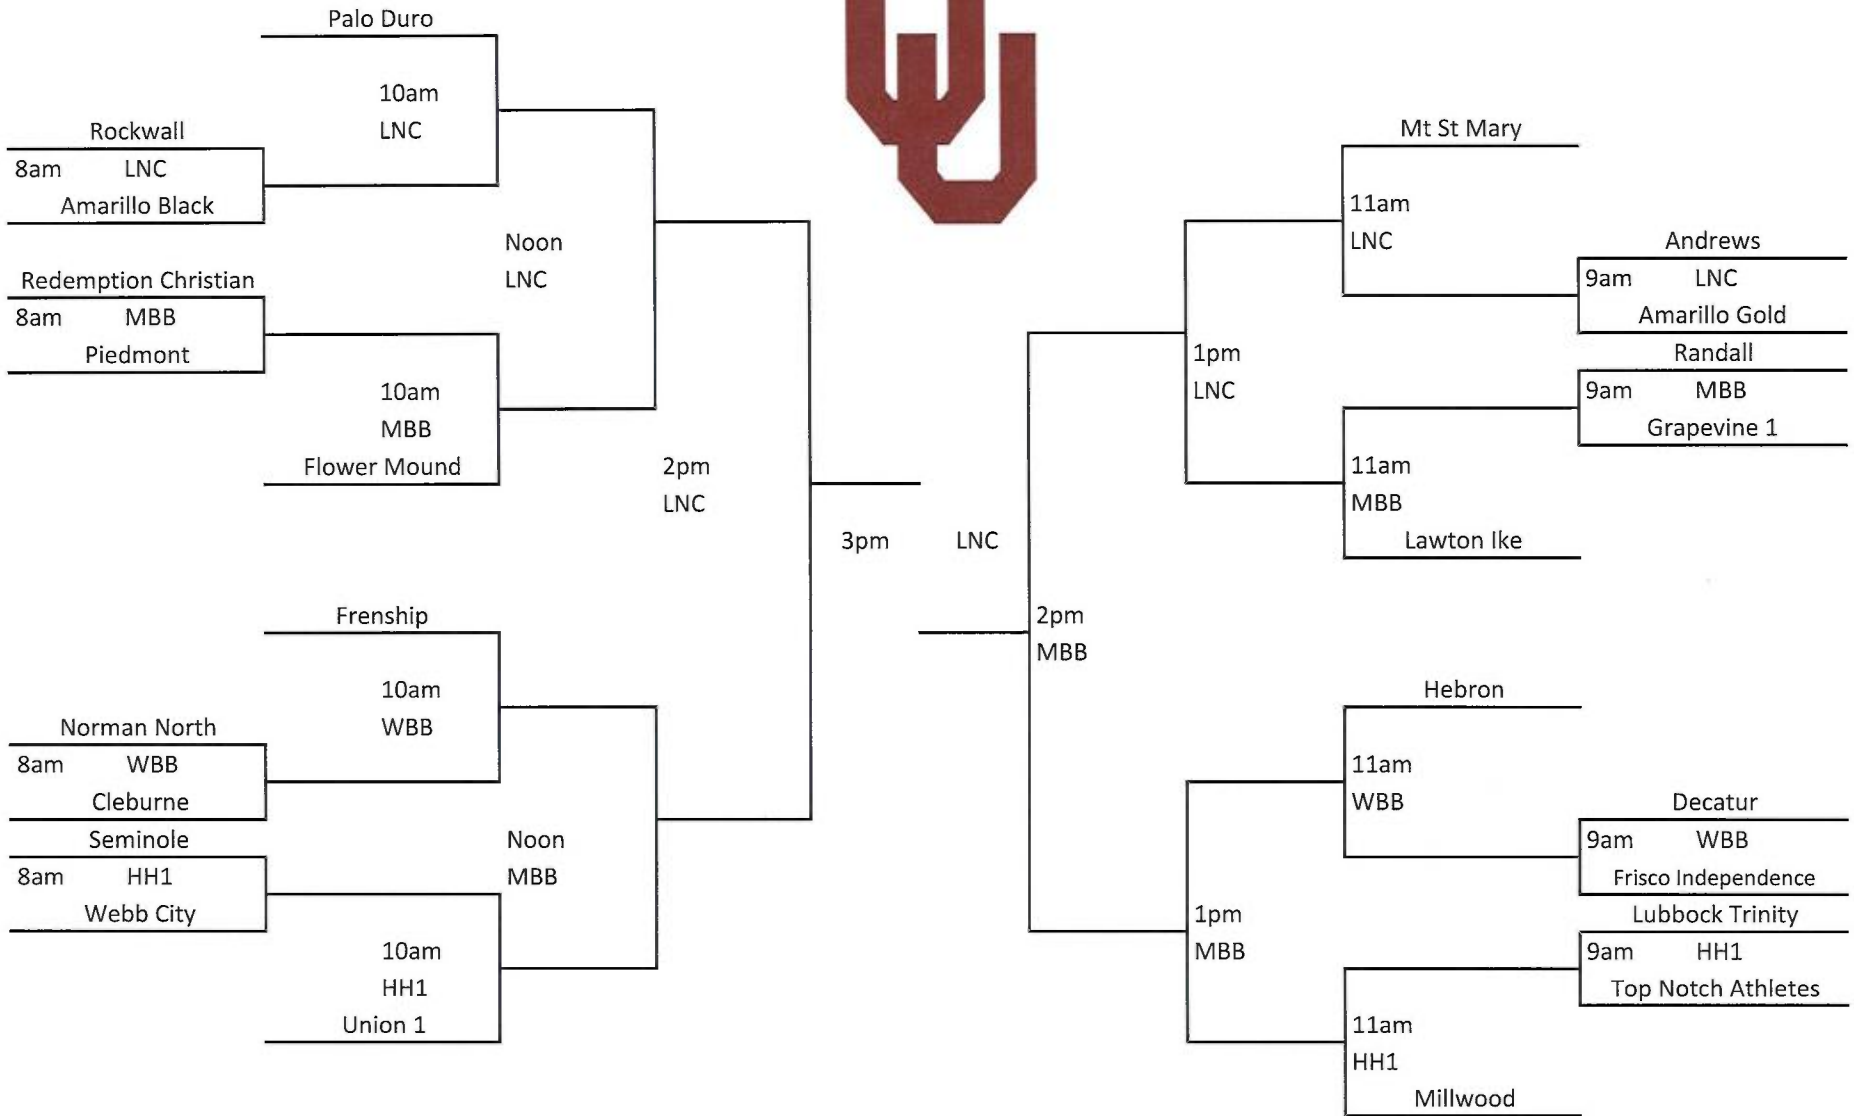 Palo Duro
10am
LNC
Rockwall
8am LNC
Amarillo Black
Noon
LNC
Redemption Christian
8am MBB
Piedmont
10am
MBB
Flower Mound
2pm
LNC
Frenship
10am
WBB
Norman North
8am WBB
Cleburne
Seminole
8am HH1
Webb City
Noon
MBB
10am
HH1
Union 1
3pm LNC
OU
Mt St Mary
11am
LNC
Andrews
9am LNC
Amarillo Gold
1pm
LNC
Randall
9am MBB
Grapevine 1
11am
MBB
Lawton Ike
2pm
MBB
Hebron
11am
WBB
Decatur
9am WBB
Frisco Independence
1pm
MBB
Lubbock Trinity
9am HH1
Top Notch Athletes
11am
HH1
Millwood